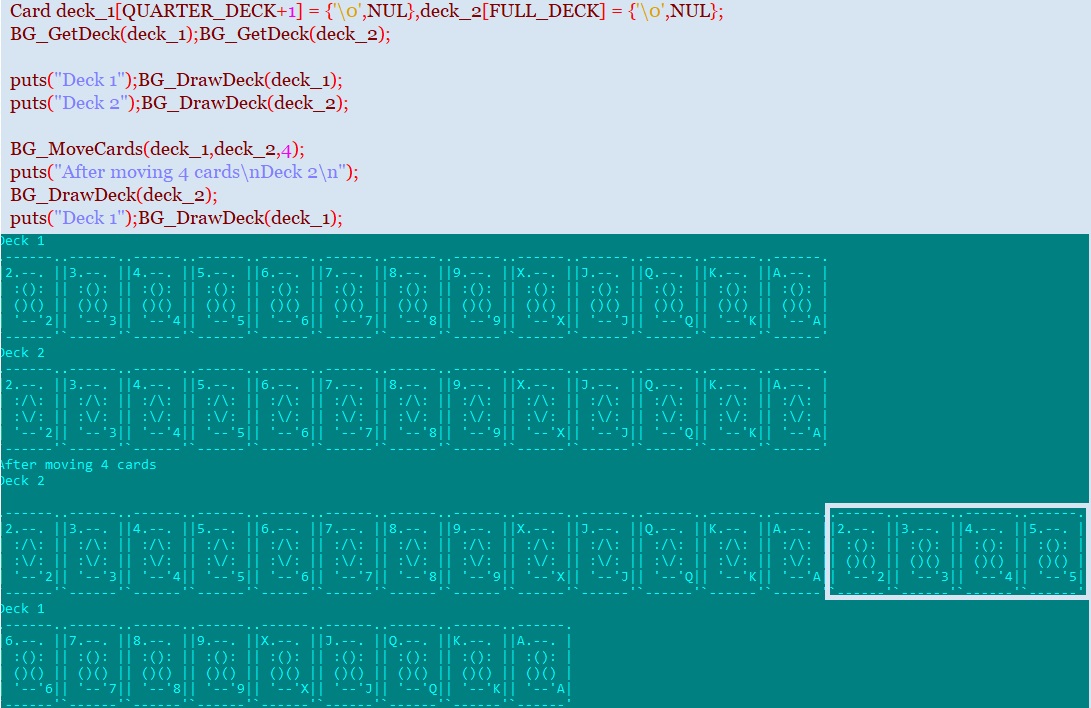 Card deck_1[QUARTER_DECK+1] = {'\0',NUL},deck_2[FULL_DECK] = {'\0',NUL};
BG_GetDeck(deck_1);BG_GetDeck(deck_2);
puts("Deck 1");BG_DrawDeck(deck_1);
puts("Deck 2");BG_DrawDeck(deck_2);
BG_MoveCards(deck_1,deck_2,4);
puts("After moving 4 cards\nDeck 2\n");
BG_DrawDeck(deck_2);
puts("Deck 1");BG_DrawDeck(deck_1);
Deck 1
.------..------..------..------..------..------..------..------..------..------..------..------..------.
2.--. ||3.--. ||4.--. ||5.--. ||6.--. ||7.--. ||8.--. ||9.--. ||X.--. ||J.--. ||Q.--. ||K.--. ||A.--. |
:(): || :(): || :(): || :(): || :(): || :(): || :(): || :(): || :(): || :(): || :(): || :(): || :(): |
()() || ()() || ()() || ()() || ()() || ()() || ()() || ()() || ()() || ()() || ()() || ()() || ()() |
'--'2|| '--'3|| '--'4|| '--'5|| '--'6|| '--'7|| '--'8|| '--'9|| '--'X|| '--'J|| '--'Q|| '--'K|| '--'A|
------'`------'`------'`------'`------'`------'`------'`------'`------'`------'`------'`------'`------'
Deck 2
.------..------..------..------..------..------..------..------..------..------..------..------..------.
2.--. ||3.--. ||4.--. ||5.--. ||6.--. ||7.--. ||8.--. ||9.--. ||X.--. ||J.--. ||Q.--. ||K.--. ||A.--. |
:/\: || :/\: || :/\: || :/\: || :/\: || :/\: || :/\: || :/\: || :/\: || :/\: || :/\: || :/\: || :/\: |
:\/: || :\/: || :\/: || :\/: || :\/: || :\/: || :\/: || :\/: || :\/: || :\/: || :\/: || :\/: || :\/: |
'--'2|| '--'3|| '--'4|| '--'5|| '--'6|| '--'7|| '--'8|| '--'9|| '--'X|| '--'J|| '--'Q|| '--'K|| '--'A|
------'`------'`------'`------'`------'`------'`------'`------'`------'`------'`------'`------'`------'
After moving 4 cards
Deck 2
.------..------..------..------..------..------..------..------..------..------..------..------..------..------..------..------..------.
2.--. ||3.--. ||4.--. ||5.--. ||6.--. ||7.--. ||8.--. ||9.--. ||X.--. ||J.--. ||Q.--. ||K.--. ||A.--. ||2.--. ||3.--. ||4.--. ||5.--. |
:/\: || :/\: || :/\: || :/\: || :/\: || :/\: || :/\: || :/\: || :/\: || :/\: || :/\: || :/\: || :/\: || :(): || :(): || :(): || :(): |
:\/: || :\/: || :\/: || :\/: || :\/: || :\/: || :\/: || :\/: || :\/: || :\/: || :\/: || :\/: || :\/: || ()() || ()() || ()() || ()() |
'--'2|| '--'3|| '--'4|| '--'5|| '--'6|| '--'7|| '--'8|| '--'9|| '--'X|| '--'J|| '--'Q|| '--'K|| '--'A|| '--'2|| '--'3|| '--'4|| '--'5|
------'`------'`------'`------'`------'`------'`------'`------'`------'`------'`------'`------'`------'`------'`------'`------'`------'
Deck 1
.------..------..------..------..------..------..------..------..------.
6.--. ||7.--. ||8.--. ||9.--. ||X.--. ||J.--. ||Q.--. ||K.--. ||A.--. |
:(): || :(): || :(): || :(): || :(): || :(): || :(): || :(): || :(): |
()() || ()() || ()() || ()() || ()() || ()() || ()() || ()() || ()() |
'--'6|| '--'7|| '--'8|| '--'9|| '--'X|| '--'J|| '--'Q|| '--'K|| '--'A|
------'`------'`------'`------'`------'`------'`------'`------'`------'